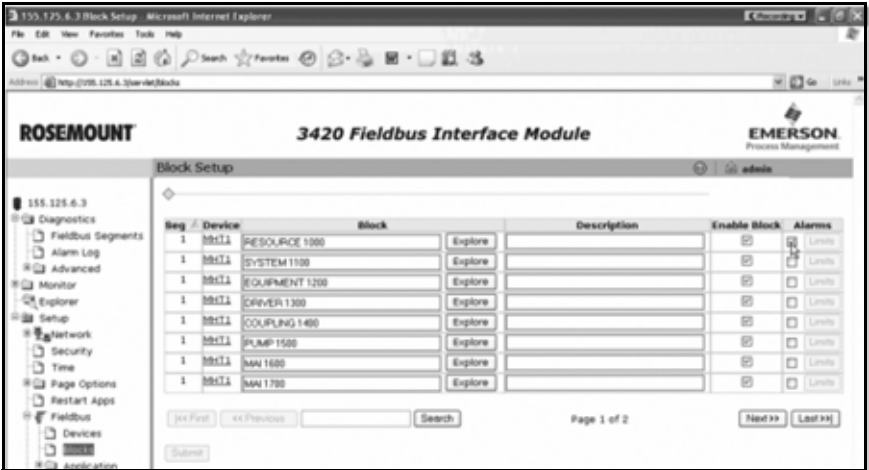 155.125.6.3 Block Setup - Microsoft Internet Explorer
File Edit View Favorites Tools Help
Back Search Favorites
Address http://155.125.6.3/servlet/blocks Go Links
ROSEMOUNT 3420 Fieldbus Interface Module EMERSON
Process Management
Block Setup admin
155.125.6.3
Diagnostics
Fieldbus Segments
Alarm Log
Advanced
Monitor
Explorer
Setup
Network
Security
Time
Page Options
Restart Apps
Fieldbus
Devices
Blocks
Application
Seg Device Block Description Enable Block Alarms
1 MHT1 RESOURCE 1000 Explore Limits
1 MHT1 SYSTEM 1100 Explore Limits
1 MHT1 EQUIPMENT 1200 Explore Limits
1 MHT1 DRIVER 1300 Explore Limits
1 MHT1 COUPLING 1400 Explore Limits
1 MHT1 PUMP 1500 Explore Limits
1 MHT1 MAI 1600 Explore Limits
1 MHT1 MAI 1700 Explore Limits
|<< First << Previous Search Page 1 of 2 Next >> Last >>|
Submit